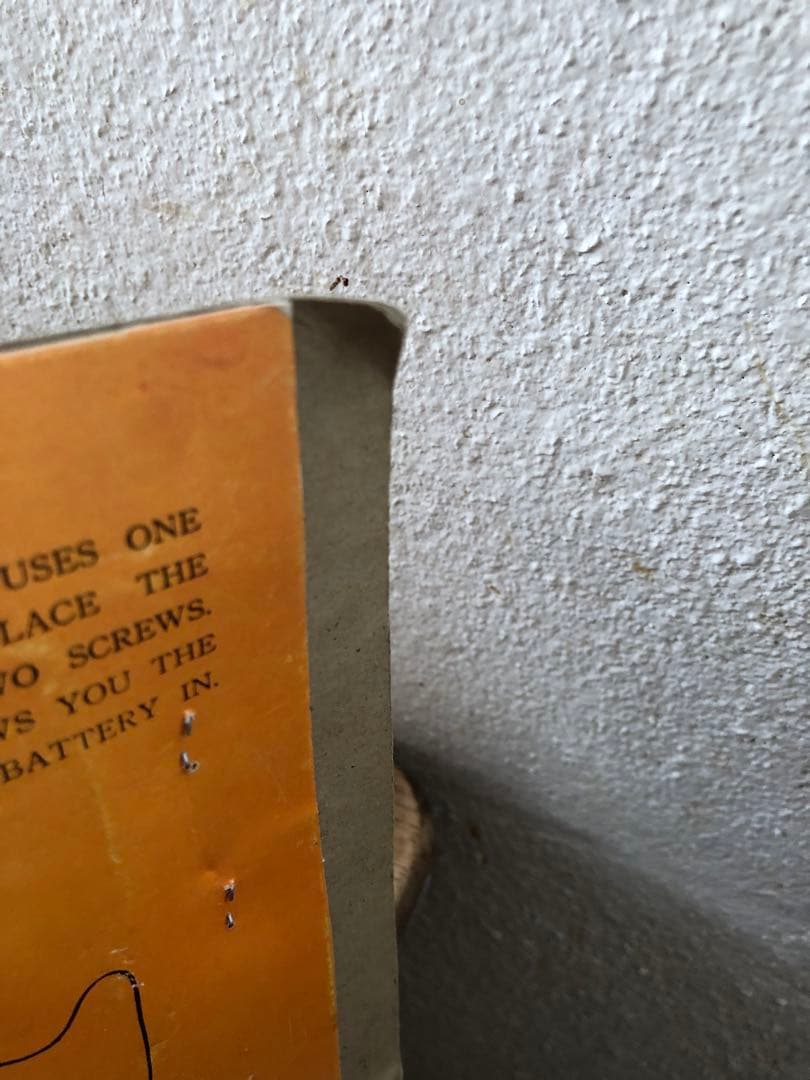 USES ONE
LACE THE
WO SCREWS.
WS YOU THE
BATTERY IN.